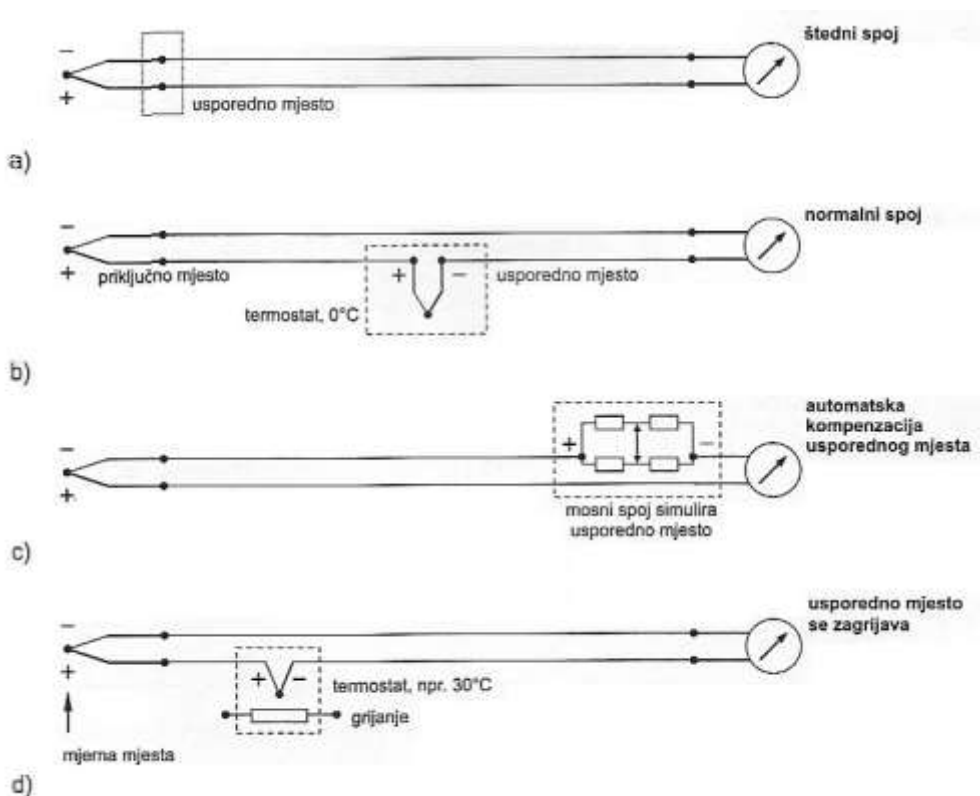 štedni spoj
−
+
usporedno mjesto
a)
normalni spoj
−
+
priključno mjesto
+ −
usporedno mjesto
termostat, 0°C
b)
automatska
kompenzacija
usporednog mjesta
−
+
+ −
mosni spoj simulira
usporedno mjesto
c)
usporedno mjesto
se zagrijava
−
+
+ −
termostat, npr. 30°C
grijanje
mjerna mjesta
d)